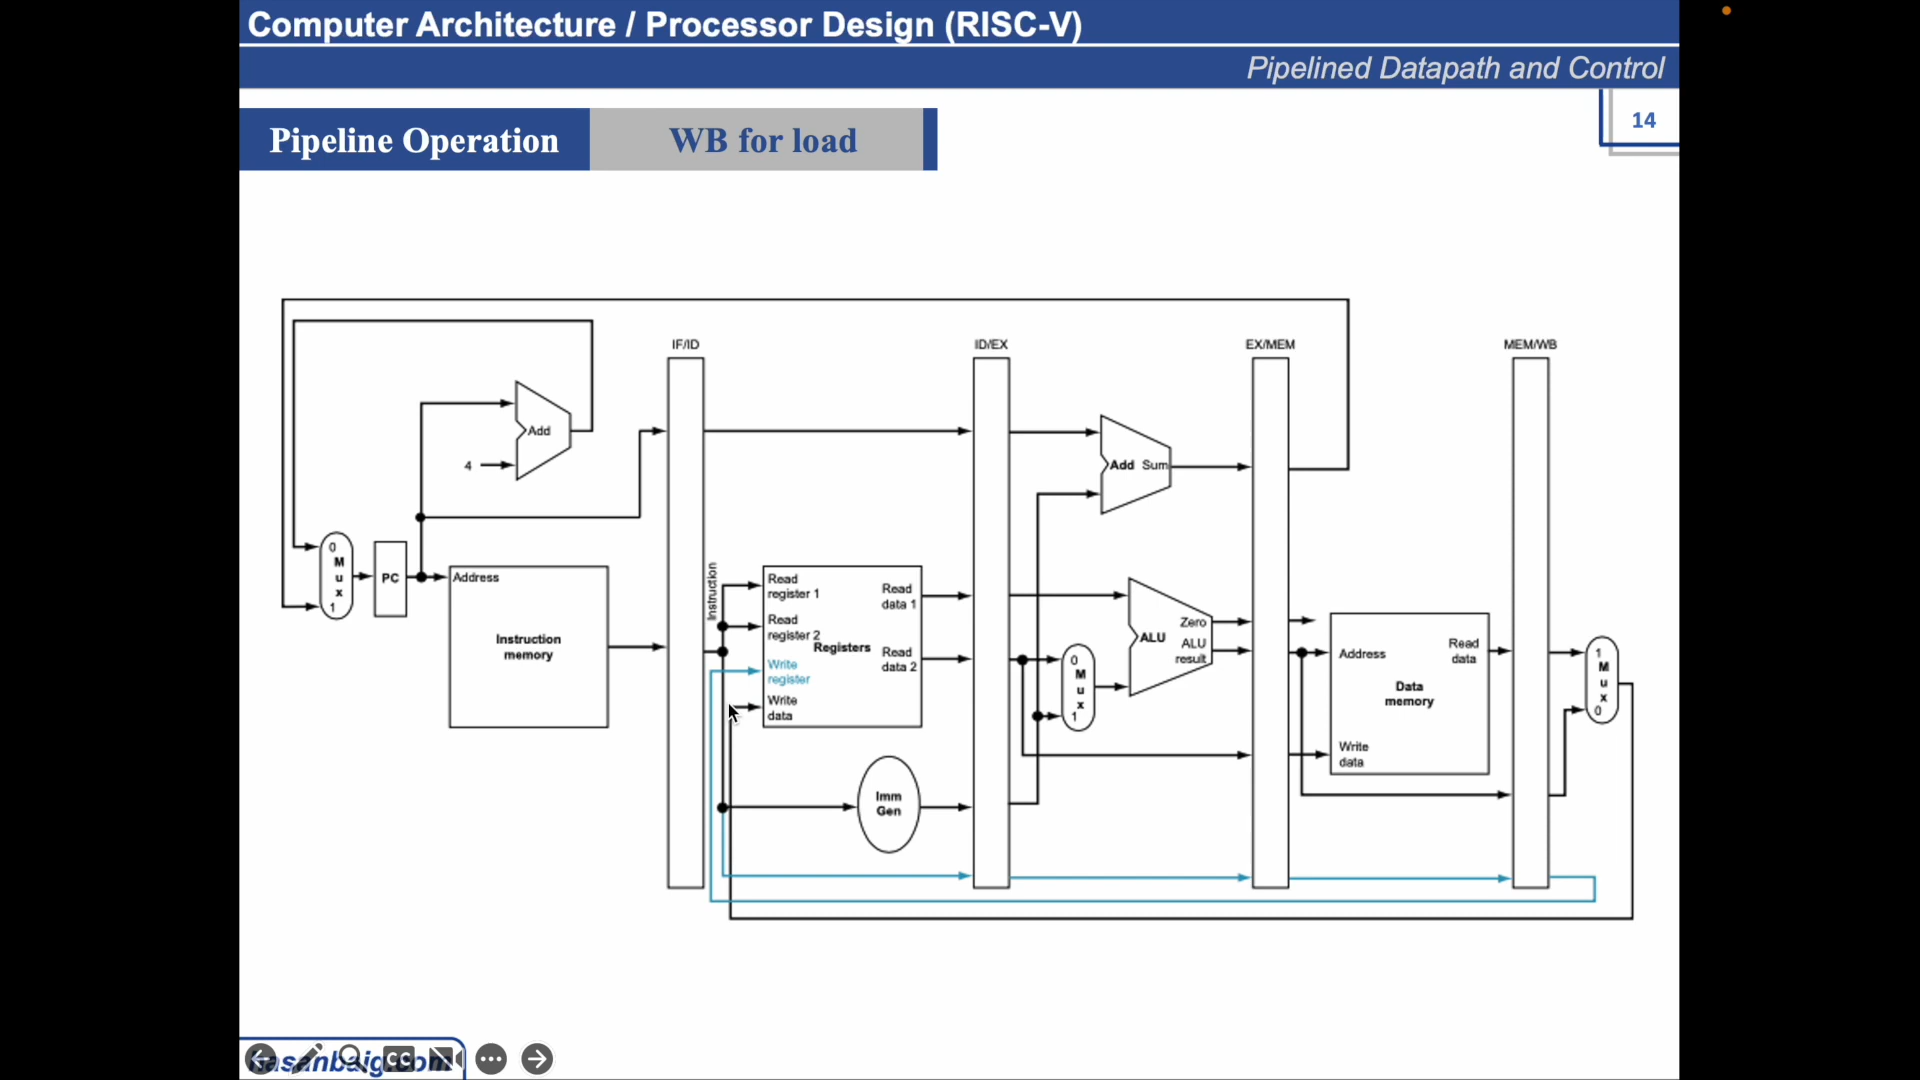 Computer Architecture / Processor Design (RISC-V)
Pipelined Datapath and Control
14
Pipeline Operation
WB for load
IF/ID
ID/EX
EX/MEM
MEM/WB
Add
4
Add Sum
0
M
u
x
1
PC
Address
Instruction
memory
Instruction
Read
register 1
Read
register 2
Write
register
Write
data
Registers
Read
data 1
Read
data 2
Imm
Gen
0
M
u
x
1
ALU
Zero
ALU
result
Address
Read
data
Data
memory
Write
data
1
M
u
x
0
hasanbaig.com
CC